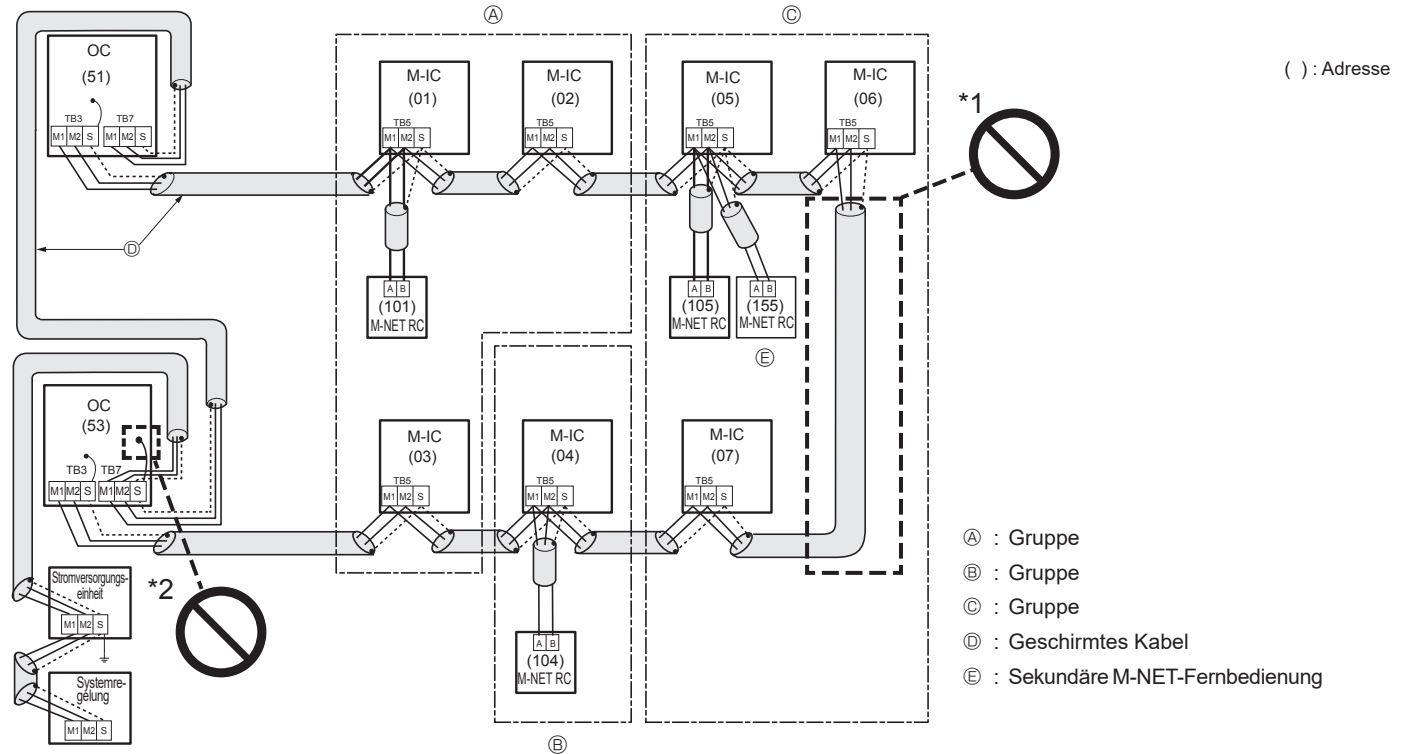 Ⓐ
Ⓒ
( ) : Adresse
OC
(51)
TB3 TB7
M1 M2 S M1 M2 S
M-IC
(01)
TB5
M1 M2 S
M-IC
(02)
TB5
M1 M2 S
M-IC
(05)
TB5
M1 M2 S
M-IC
(06)
TB5
M1 M2 S
*1
Ⓓ
A B
(101)
M-NET RC
A B
(105)
M-NET RC
A B
(155)
M-NET RC
Ⓔ
OC
(53)
TB3 TB7
M1 M2 S M1 M2 S
M-IC
(03)
TB5
M1 M2 S
M-IC
(04)
TB5
M1 M2 S
M-IC
(07)
TB5
M1 M2 S
*2
Stromversorgungs-
einheit
M1 M2 S
Systemre-
gelung
M1 M2 S
A B
(104)
M-NET RC
Ⓑ
Ⓐ : Gruppe
Ⓑ : Gruppe
Ⓒ : Gruppe
Ⓓ : Geschirmtes Kabel
Ⓔ : Sekundäre M-NET-Fernbedienung